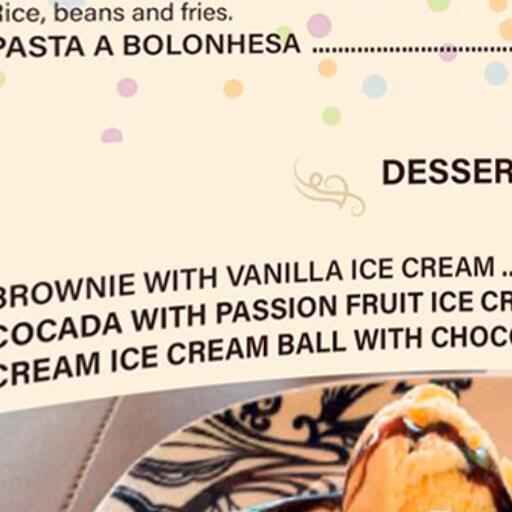 Rice, beans and fries.
PASTA A BOLONHESA ........................
DESSER
BROWNIE WITH VANILLA ICE CREAM ..
COCADA WITH PASSION FRUIT ICE CR
CREAM ICE CREAM BALL WITH CHOC